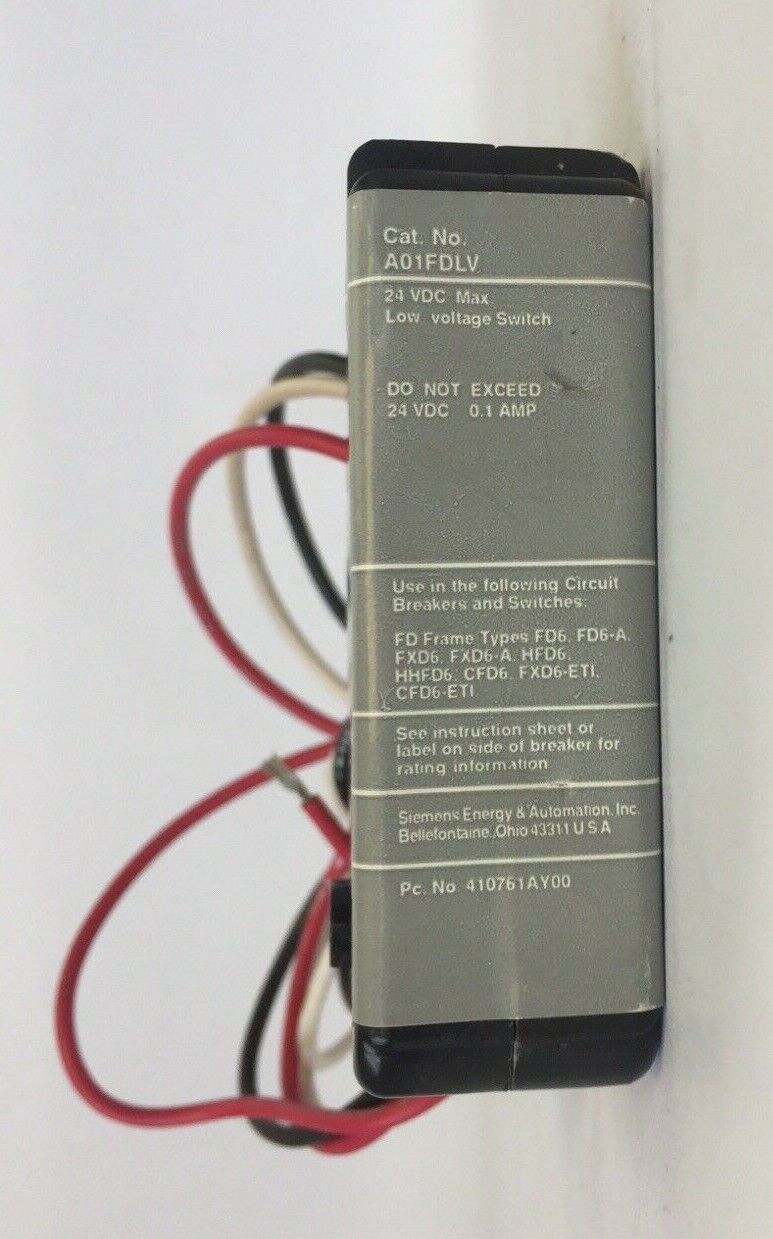 Cat. No.
A01FDLV
24 VDC Max
Low voltage Switch
DO NOT EXCEED
24 VDC 0.1 AMP
Use in the following Circuit
Breakers and Switches:
FD Frame Types FD6, FD6-A,
FXD6, FXD6-A, HFD6,
HHFD6, CFD6, FXD6-ETI,
CFD6-ETI
See instruction sheet or
label on side of breaker for
rating information
Siemens Energy & Automation, Inc.
Bellefontaine, Ohio 43311 U S A
Pc. No 410761AY00